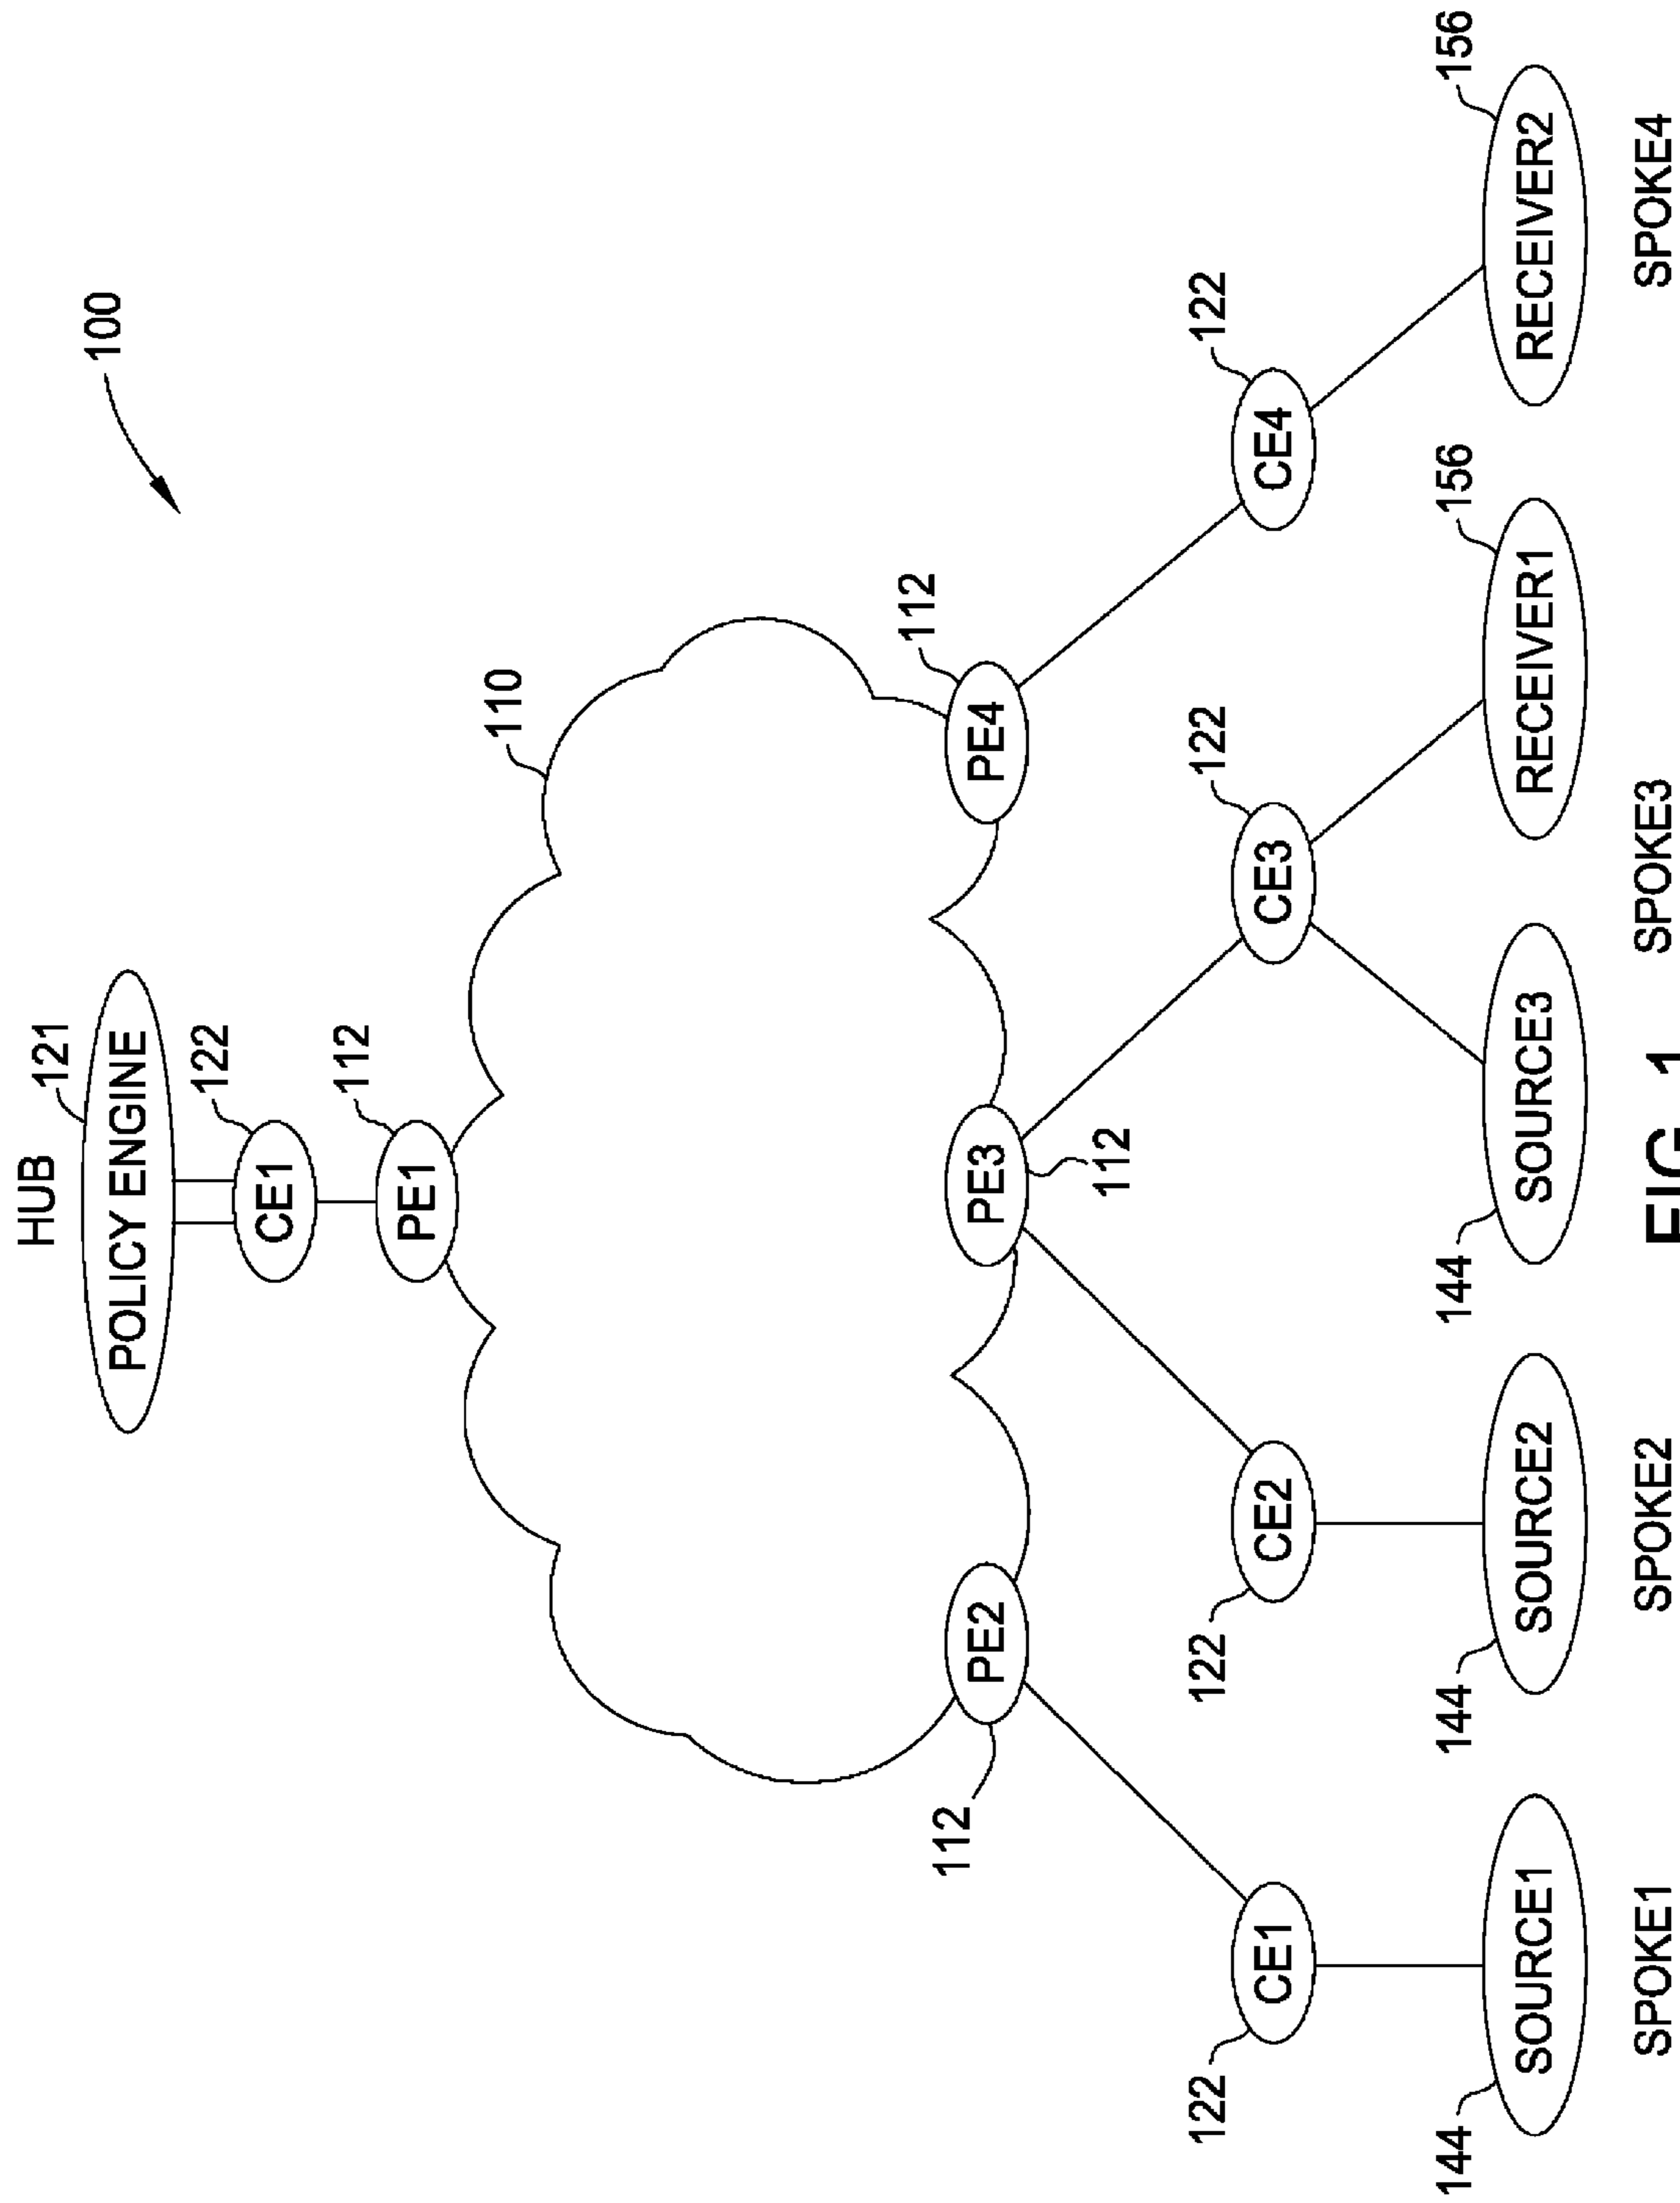 HUB
100
POLICY ENGINE
121
CE1
122
PE1
112
110
PE2
112
PE3
112
PE4
112
CE1
122
CE2
122
CE3
122
CE4
122
SOURCE1
144
SOURCE2
144
SOURCE3
144
RECEIVER1
156
RECEIVER2
156
SPOKE1
SPOKE2
SPOKE3
SPOKE4
FIG. 1